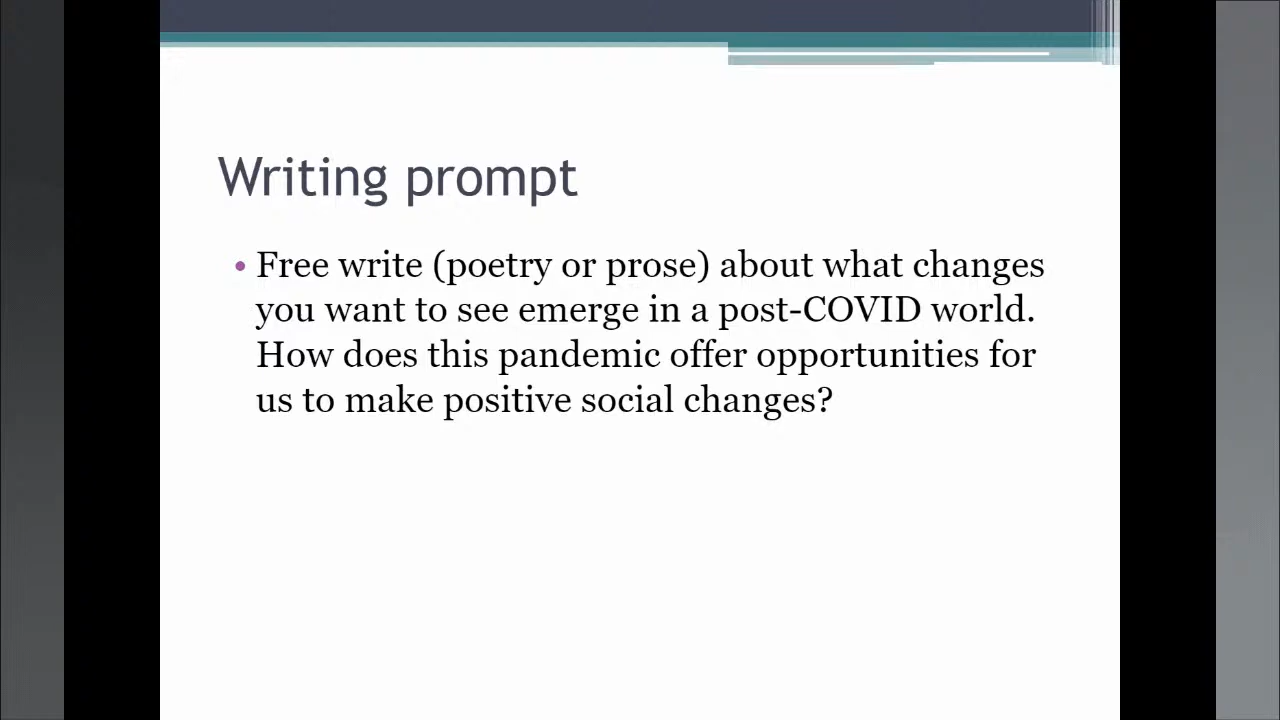 Writing prompt
• Free write (poetry or prose) about what changes
you want to see emerge in a post-COVID world.
How does this pandemic offer opportunities for
us to make positive social changes?